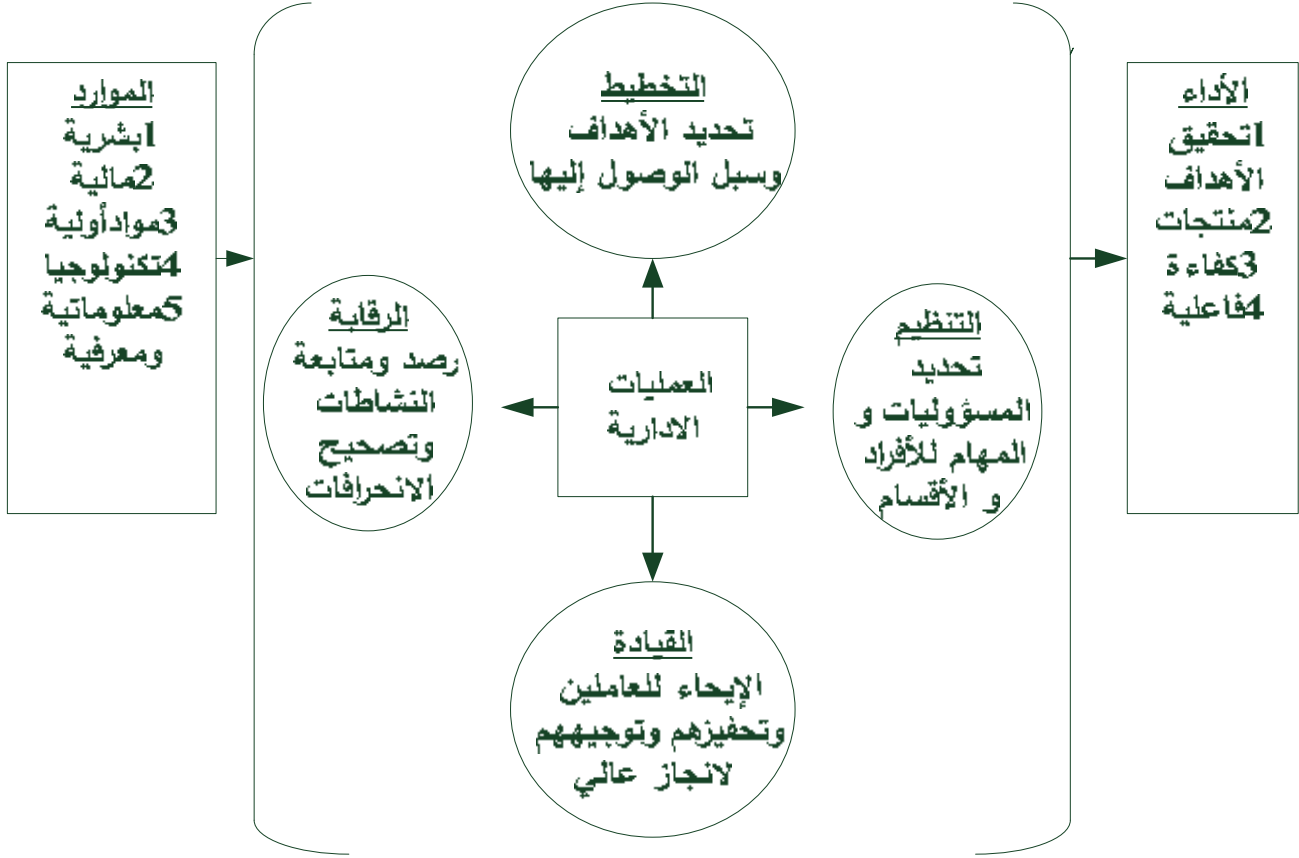 الموارد
1بشرية
2مالية
3موادأولية
4تكنولوجيا
5معلوماتية
ومعرفية
التخطيط
تحديد الأهداف
وسبل الوصول إليها
الرقابة
رصد ومتابعة
النشاطات
وتصحيح
الانحرافات
العمليات
الادارية
التنظيم
تحديد
المسؤوليات و
المهام للأفراد
و الأقسام
القيادة
الإيحاء للعاملين
وتحفيزهم وتوجيههم
لانجاز عالي
الأداء
1تحقيق
الأهداف
2منتجات
3كفاءة
4فاعلية